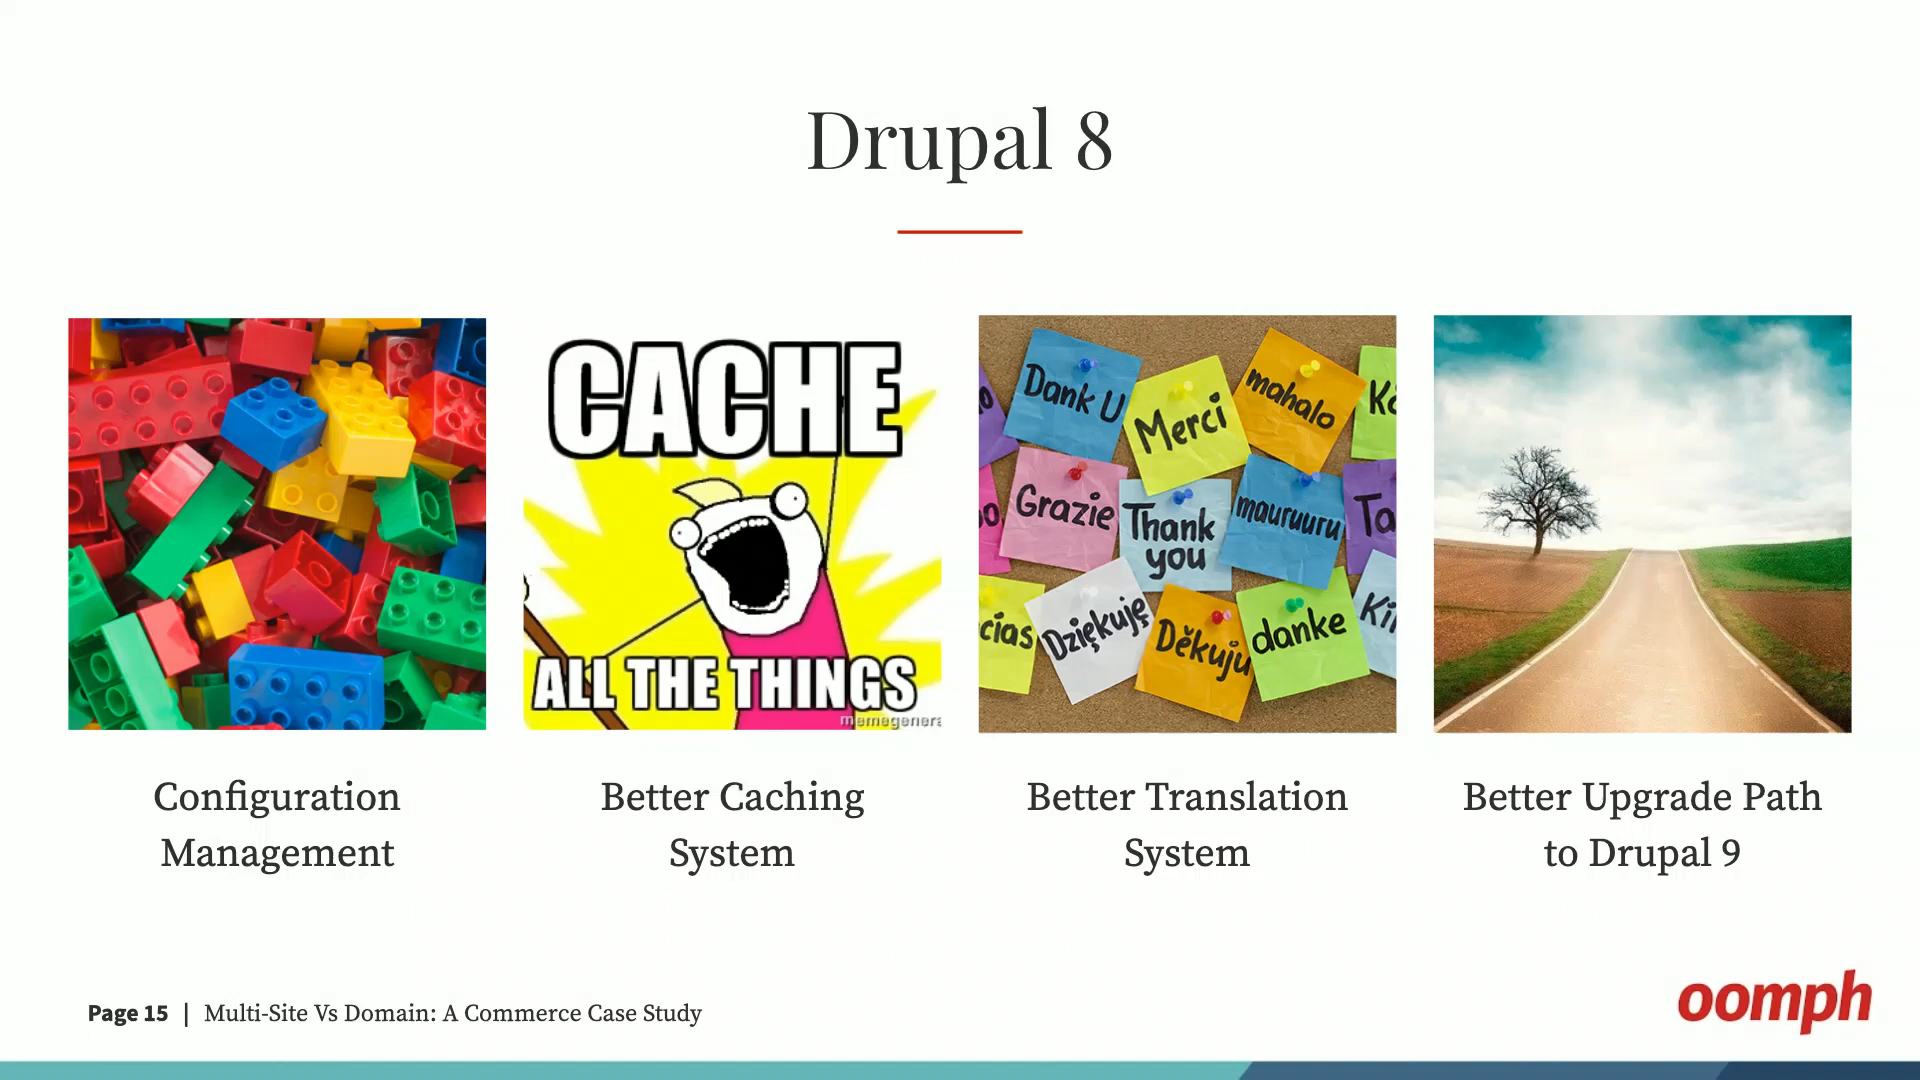 Drupal 8
CACHE
ALL THE THINGS
Dank U
Merci
mahalo
Grazie
Thank
you
mauruuru
cias
Dziękuję
Děkuju
danke
Configuration
Management
Better Caching
System
Better Translation
System
Better Upgrade Path
to Drupal 9
Page 15 | Multi-Site Vs Domain: A Commerce Case Study
oomph